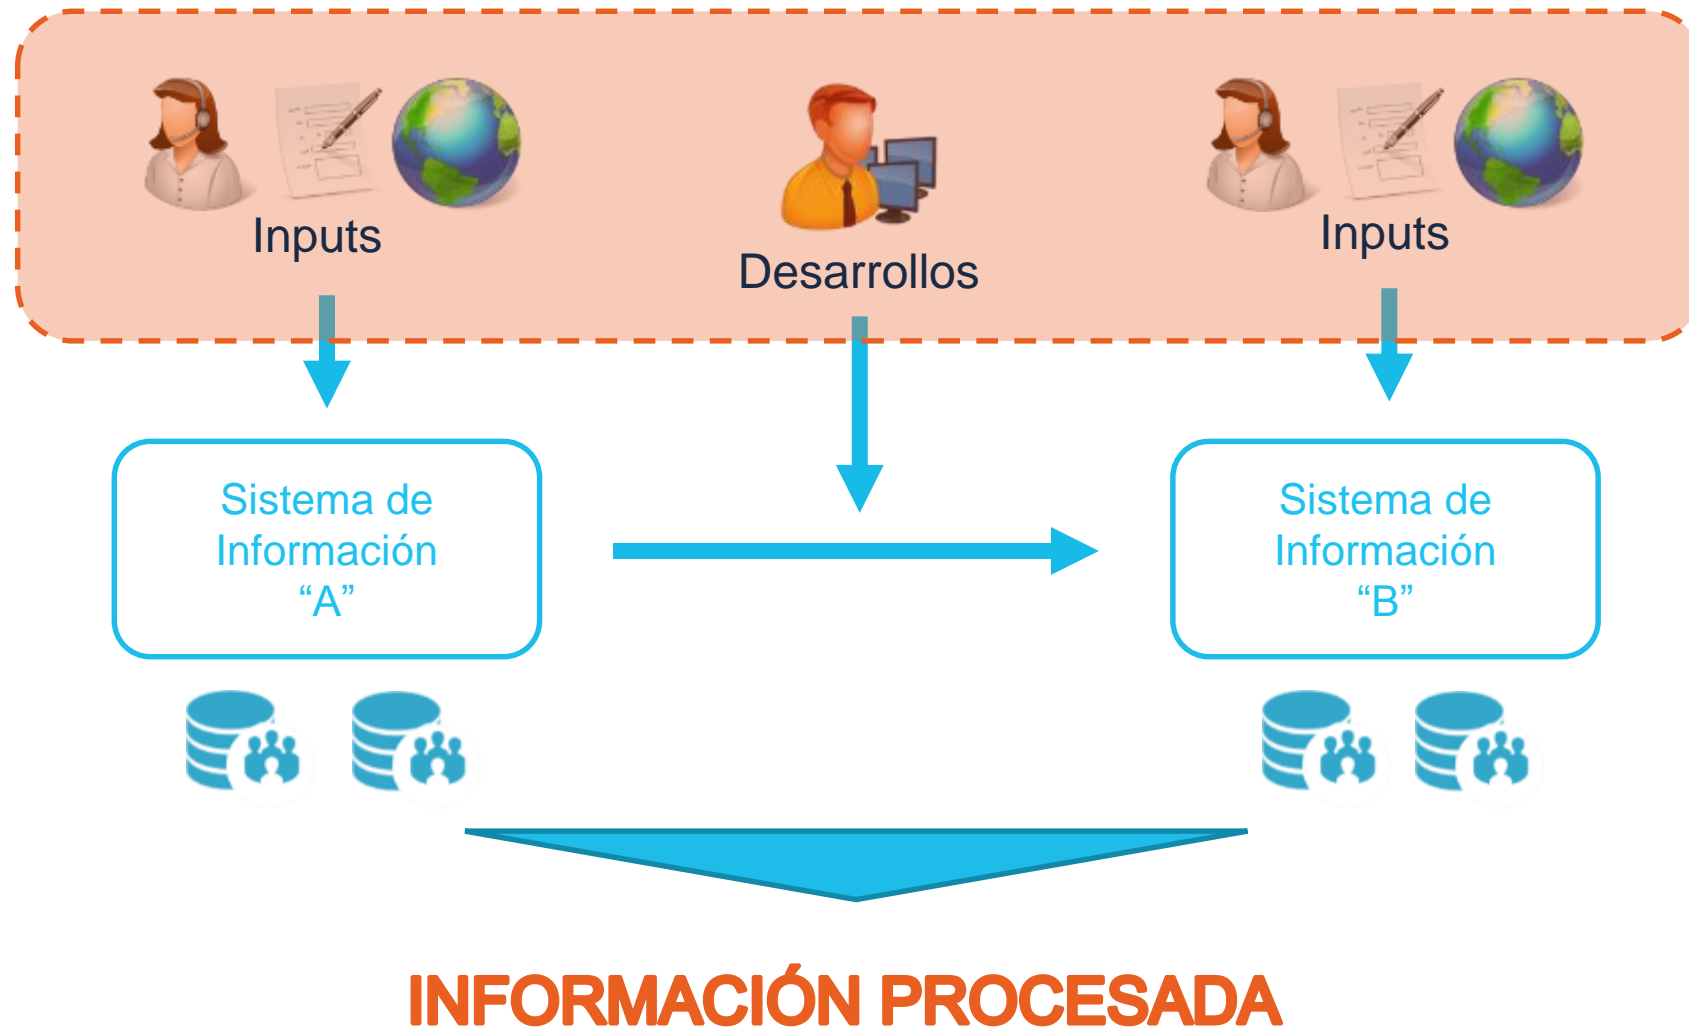 Inputs
Desarrollos
Inputs
Sistema de
Información
“A”
Sistema de
Información
“B”
INFORMACIÓN PROCESADA